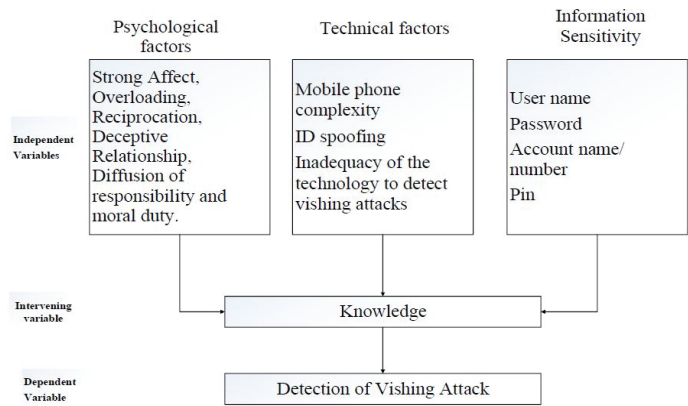 Psychological
factors
Technical factors
Information
Sensitivity
Independent
Variables
Strong Affect,
Overloading,
Reciprocation,
Deceptive
Relationship,
Diffusion of
responsibility and
moral duty.
Mobile phone
complexity
ID spoofing
Inadequacy of the
technology to detect
vishing attacks
User name
Password
Account name/
number
Pin
Intervening
variable
Knowledge
Dependent
Variable
Detection of Vishing Attack